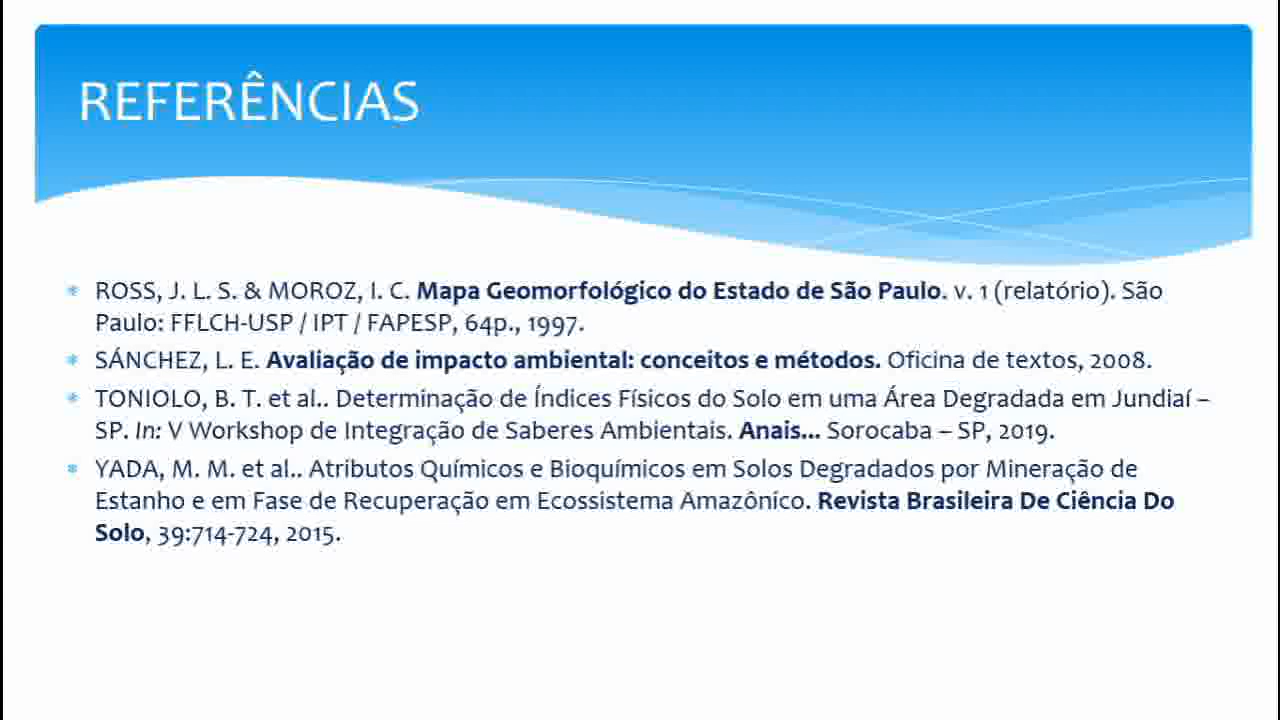 REFERÊNCIAS
ROSS, J. L. S. & MOROZ, I. C. Mapa Geomorfológico do Estado de São Paulo. v. 1 (relatório). São
Paulo: FFLCH-USP / IPT / FAPESP, 64p., 1997.
SÁNCHEZ, L. E. Avaliação de impacto ambiental: conceitos e métodos. Oficina de textos, 2008.
TONIOLO, B. T. et al.. Determinação de Índices Físicos do Solo em uma Área Degradada em Jundiaí –
SP. In: V Workshop de Integração de Saberes Ambientais. Anais... Sorocaba – SP, 2019.
YADA, M. M. et al.. Atributos Químicos e Bioquímicos em Solos Degradados por Mineração de
Estanho e em Fase de Recuperação em Ecossistema Amazônico. Revista Brasileira De Ciência Do
Solo, 39:714-724, 2015.